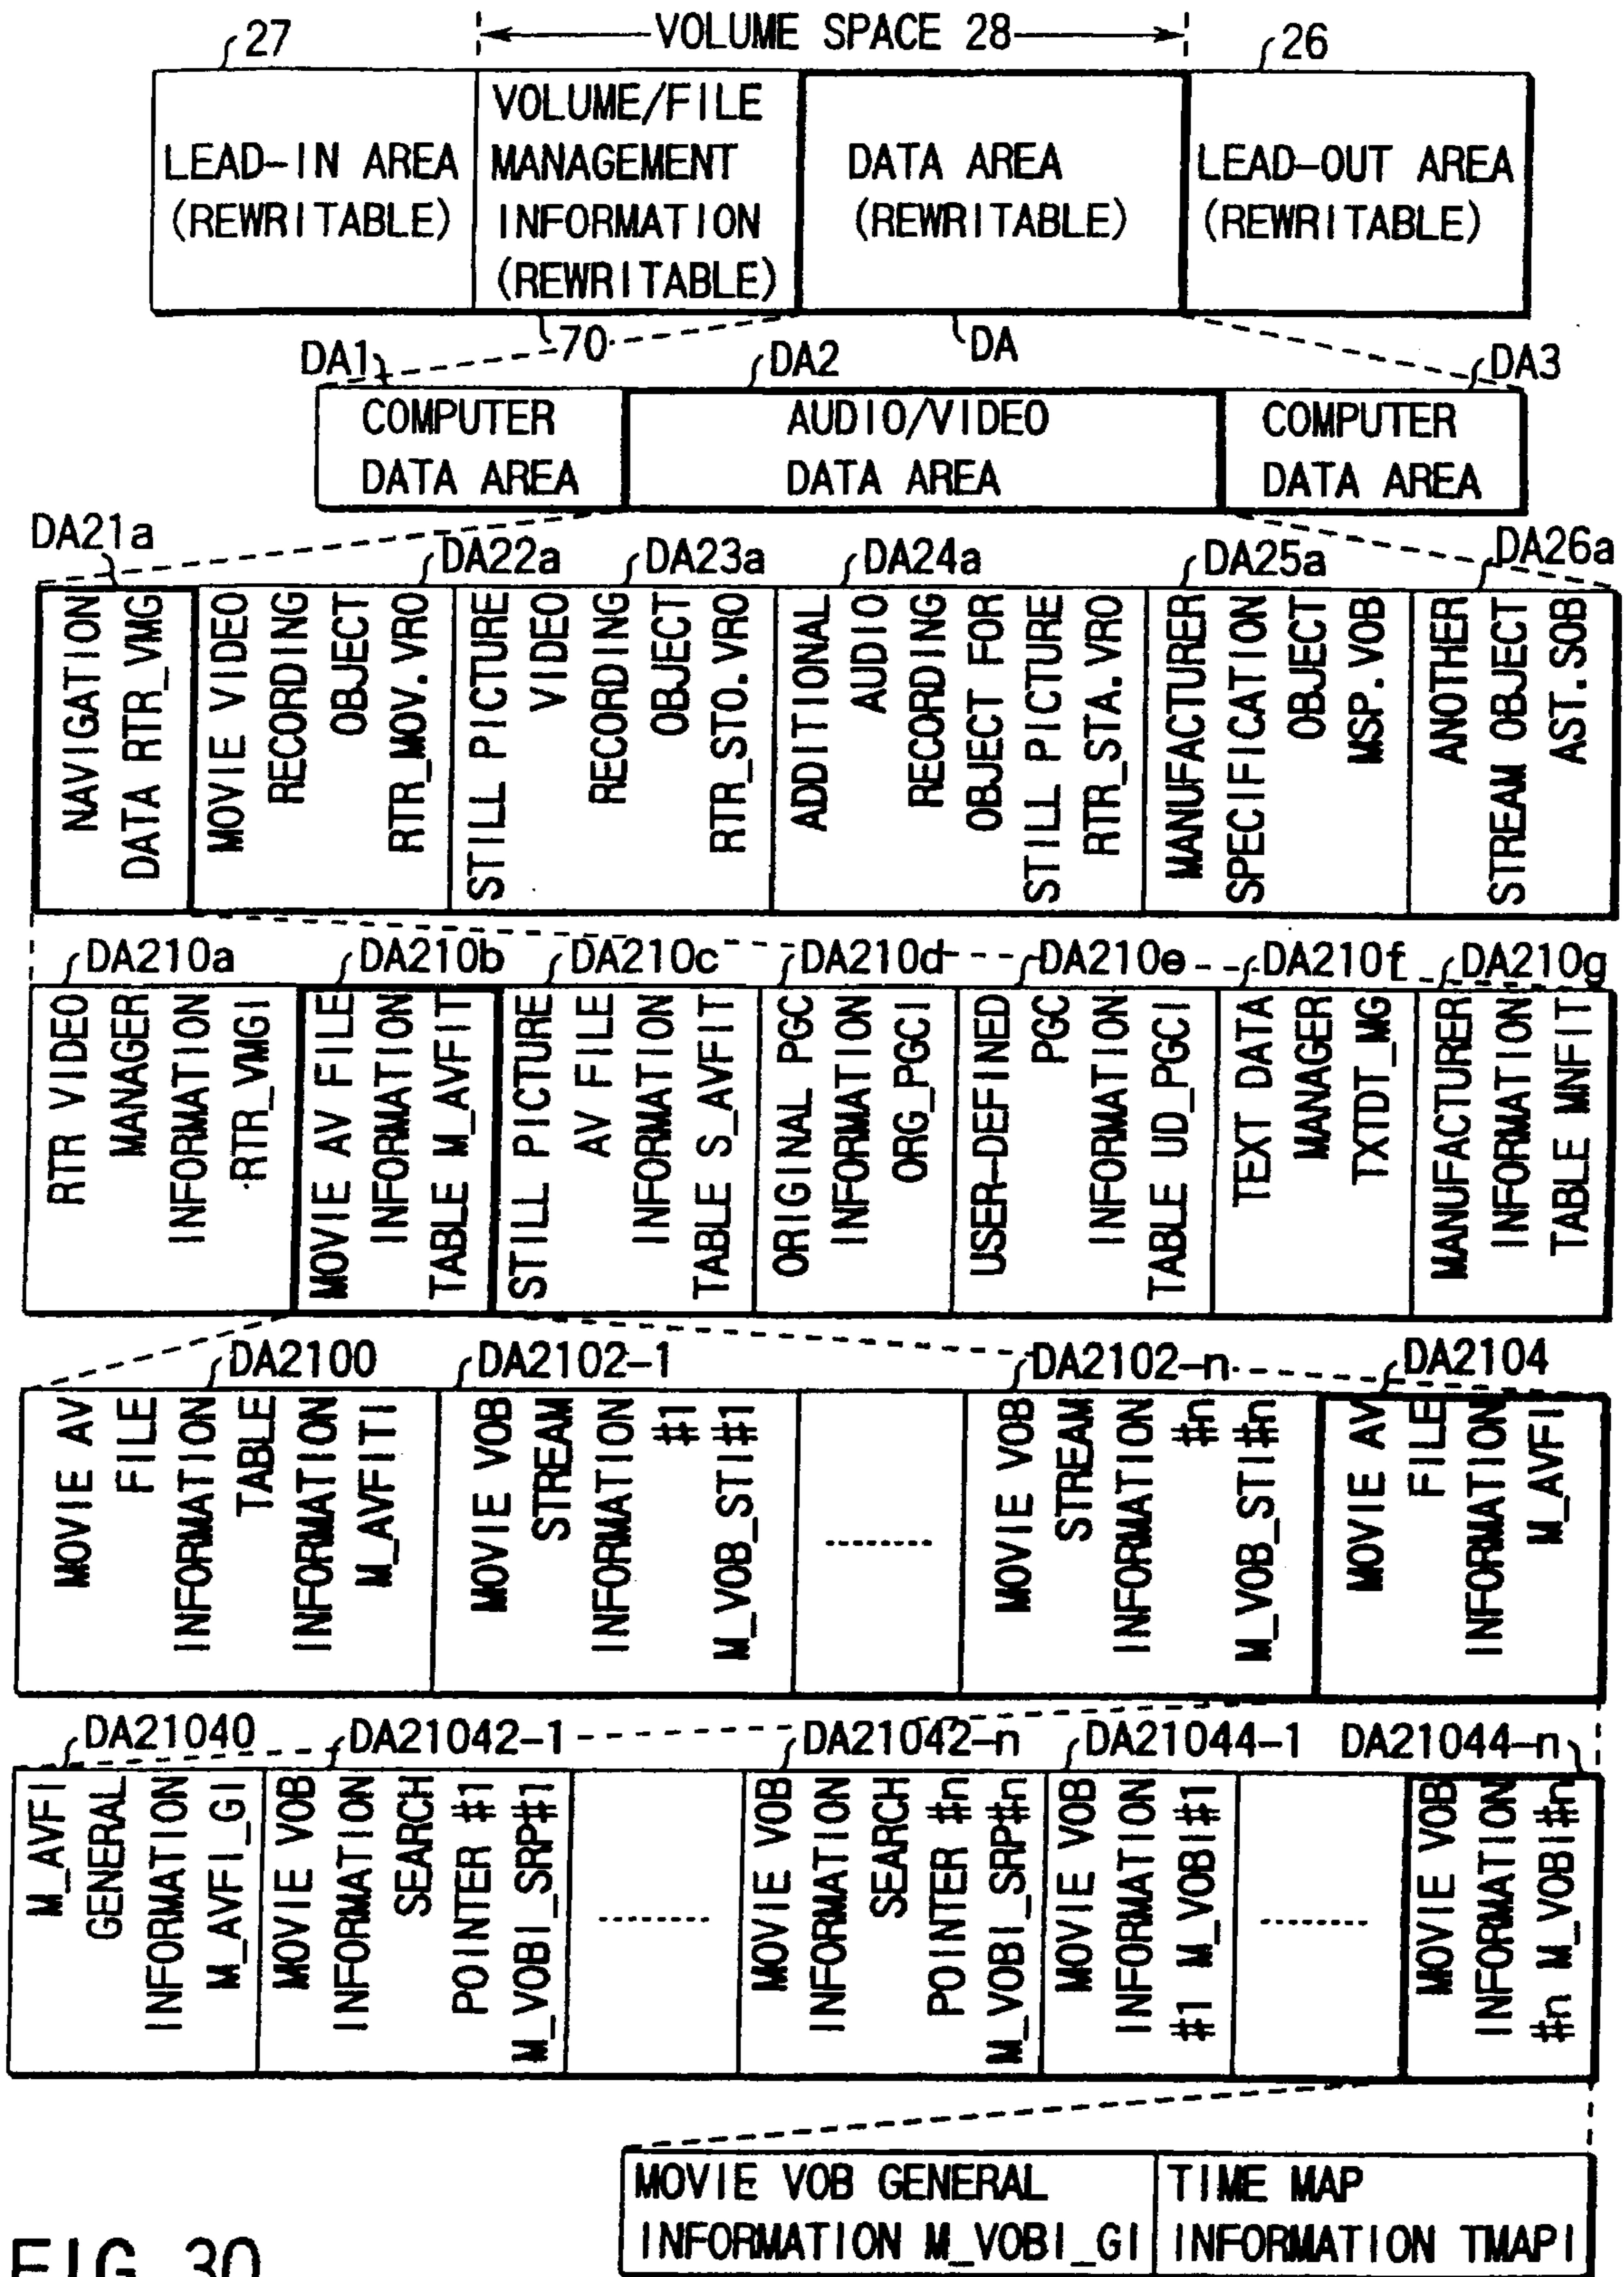 27
VOLUME SPACE 28
26
LEAD-IN AREA
(REWRITABLE)
VOLUME/FILE
MANAGEMENT
INFORMATION
(REWRITABLE)
DATA AREA
(REWRITABLE)
LEAD-OUT AREA
(REWRITABLE)
70
DA
DA1
DA2
DA3
COMPUTER
DATA AREA
AUDIO/VIDEO
DATA AREA
COMPUTER
DATA AREA
DA21a
DA22a
DA23a
DA24a
DA25a
DA26a
NAVIGATION
DATA RTR_VMG
MOVIE VIDEO
RECORDING
OBJECT
RTR_MOV.VRO
STILL PICTURE
VIDEO
RECORDING
OBJECT
RTR_STO.VRO
ADDITIONAL
AUDIO
RECORDING
OBJECT FOR
STILL PICTURE
RTR_STA.VRO
MANUFACTURER
SPECIFICATION
OBJECT
MSP.VOB
ANOTHER
STREAM OBJECT
AST.SOB
DA210a
DA210b
DA210c
DA210d
DA210e
DA210f
DA210g
RTR VIDEO
MANAGER
INFORMATION
RTR_VMGI
MOVIE AV FILE
INFORMATION
TABLE M_AVFIT
STILL PICTURE
AV FILE
INFORMATION
TABLE S_AVFIT
ORIGINAL PGC
INFORMATION
ORG_PGCI
USER-DEFINED
PGC
INFORMATION
TABLE UD_PGCI
TEXT DATA
MANAGER
TXTDT_MG
MANUFACTURER
INFORMATION
TABLE MNFIT
DA2100
DA2102-1
DA2102-n
DA2104
MOVIE AV
FILE
INFORMATION
TABLE
INFORMATION
M_AVFITI
MOVIE VOB
STREAM
INFORMATION
#1
M_VOB_STI#1
MOVIE VOB
STREAM
INFORMATION
#n
M_VOB_STI#n
MOVIE AV
FILE
INFORMATION
M_AVFI
DA21040
DA21042-1
DA21042-n
DA21044-1
DA21044-n
M_AVFI
GENERAL
INFORMATION
M_AVFI_GI
MOVIE VOB
INFORMATION
SEARCH
POINTER #1
M_VOBI_SRP#1
MOVIE VOB
INFORMATION
SEARCH
POINTER #n
M_VOBI_SRP#n
MOVIE VOB
INFORMATION
#1 M_VOBI#1
MOVIE VOB
INFORMATION
#n M_VOBI#n
MOVIE VOB GENERAL
INFORMATION M_VOBI_GI
TIME MAP
INFORMATION TMAPI
FIG. 30